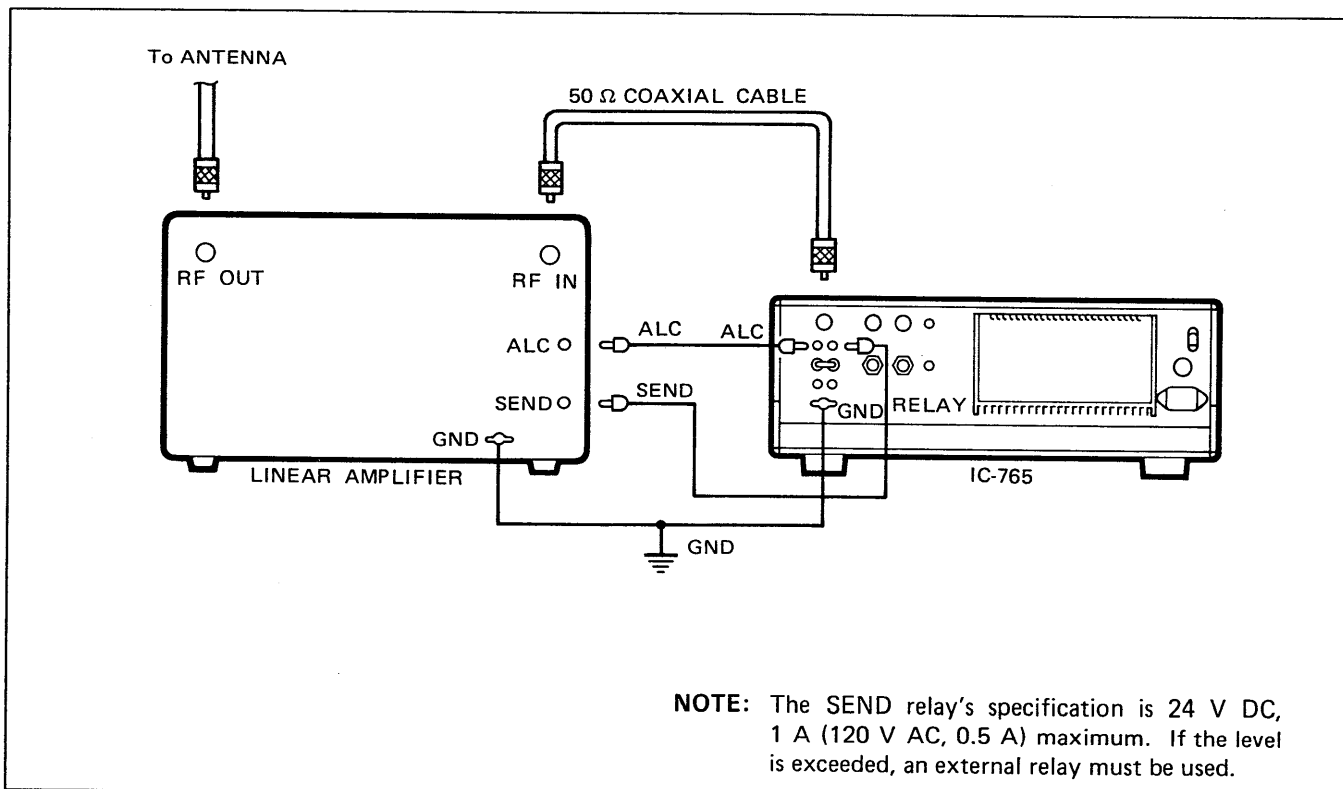 To ANTENNA
50 Ω COAXIAL CABLE
RF OUT
RF IN
ALC
ALC
ALC
SEND
SEND
GND
GND
RELAY
LINEAR AMPLIFIER
IC-765
GND
NOTE: The SEND relay's specification is 24 V DC,
1 A (120 V AC, 0.5 A) maximum. If the level
is exceeded, an external relay must be used.